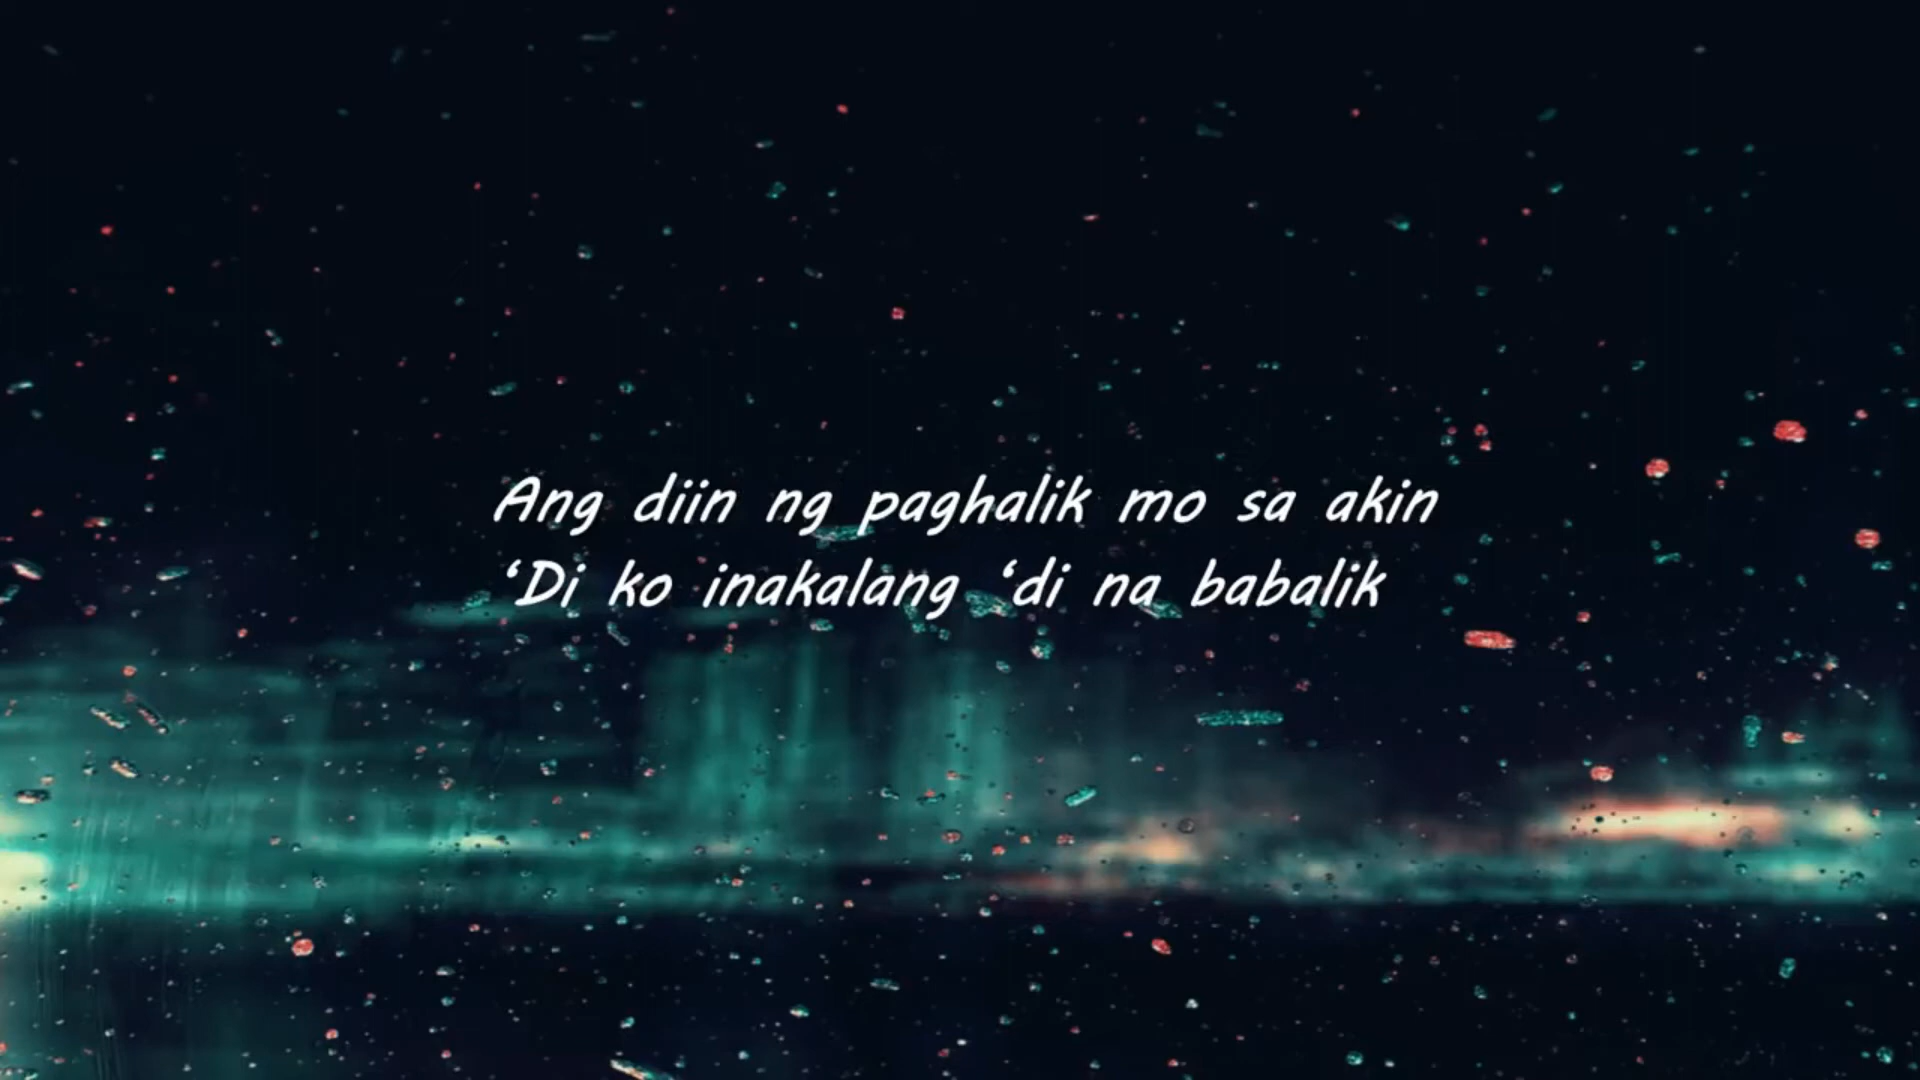 Ang diin ng paghalik mo sa akin
‘Di ko inakalang ‘di na babalik